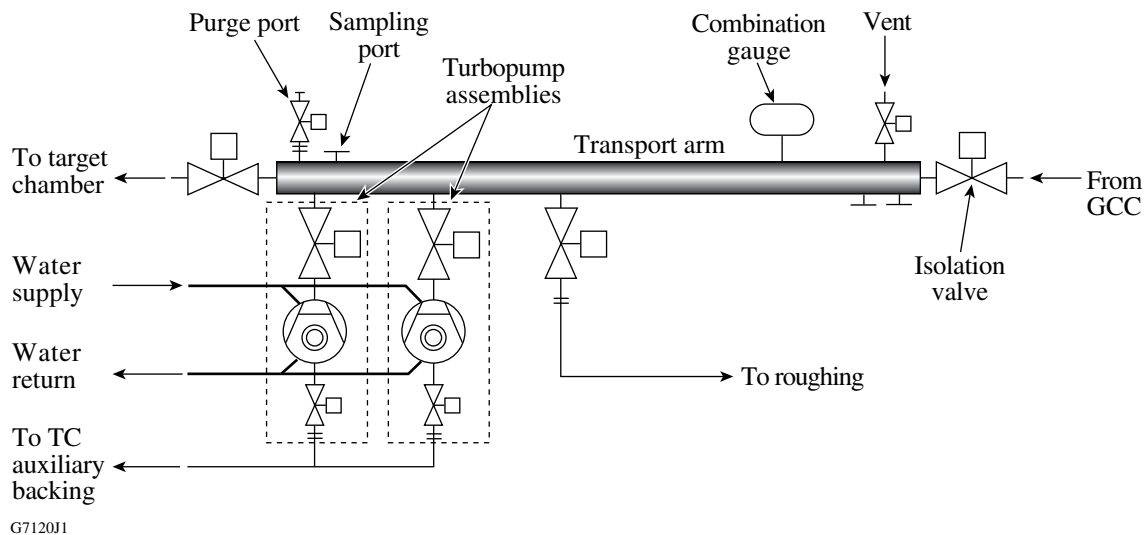 Purge port
Sampling
port
Turbopump
assemblies
Combination
gauge
Vent
To target
chamber
Transport arm
From
GCC
Isolation
valve
Water
supply
Water
return
To roughing
To TC
auxiliary
backing
G7120J1